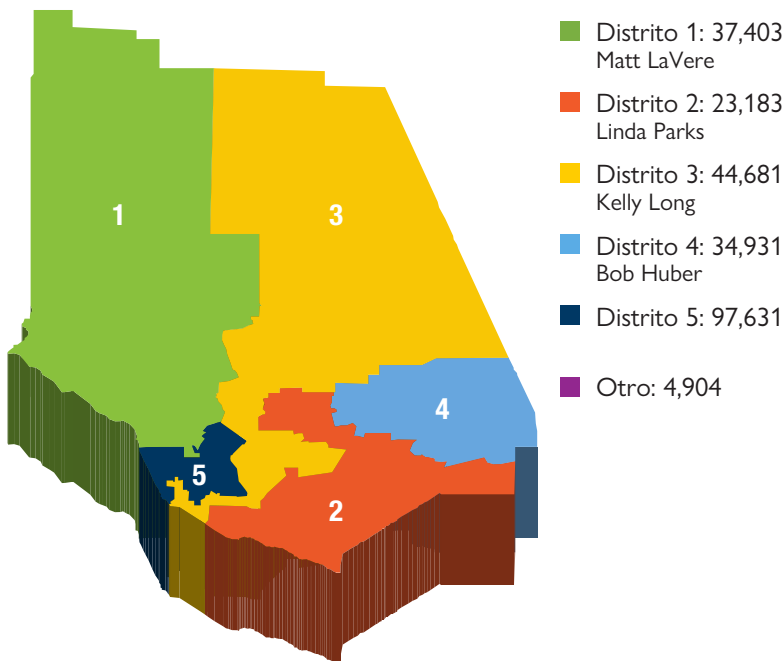 Distrito 1: 37,403
Matt LaVere
Distrito 2: 23,183
Linda Parks
Distrito 3: 44,681
Kelly Long
Distrito 4: 34,931
Bob Huber
Distrito 5: 97,631
Otro: 4,904
1
3
4
5
2